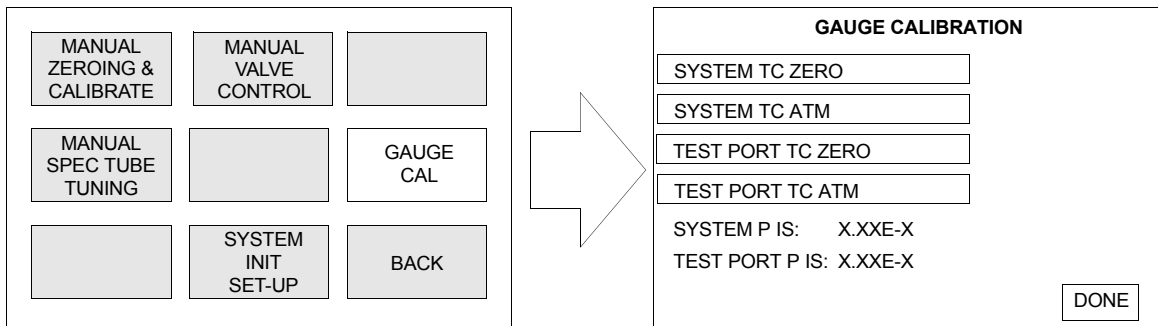 MANUAL
ZEROING &
CALIBRATE
MANUAL
VALVE
CONTROL
MANUAL
SPEC TUBE
TUNING
GAUGE
CAL
SYSTEM
INIT
SET-UP
BACK
GAUGE CALIBRATION
SYSTEM TC ZERO
SYSTEM TC ATM
TEST PORT TC ZERO
TEST PORT TC ATM
SYSTEM P IS: X.XXE-X
TEST PORT P IS: X.XXE-X
DONE